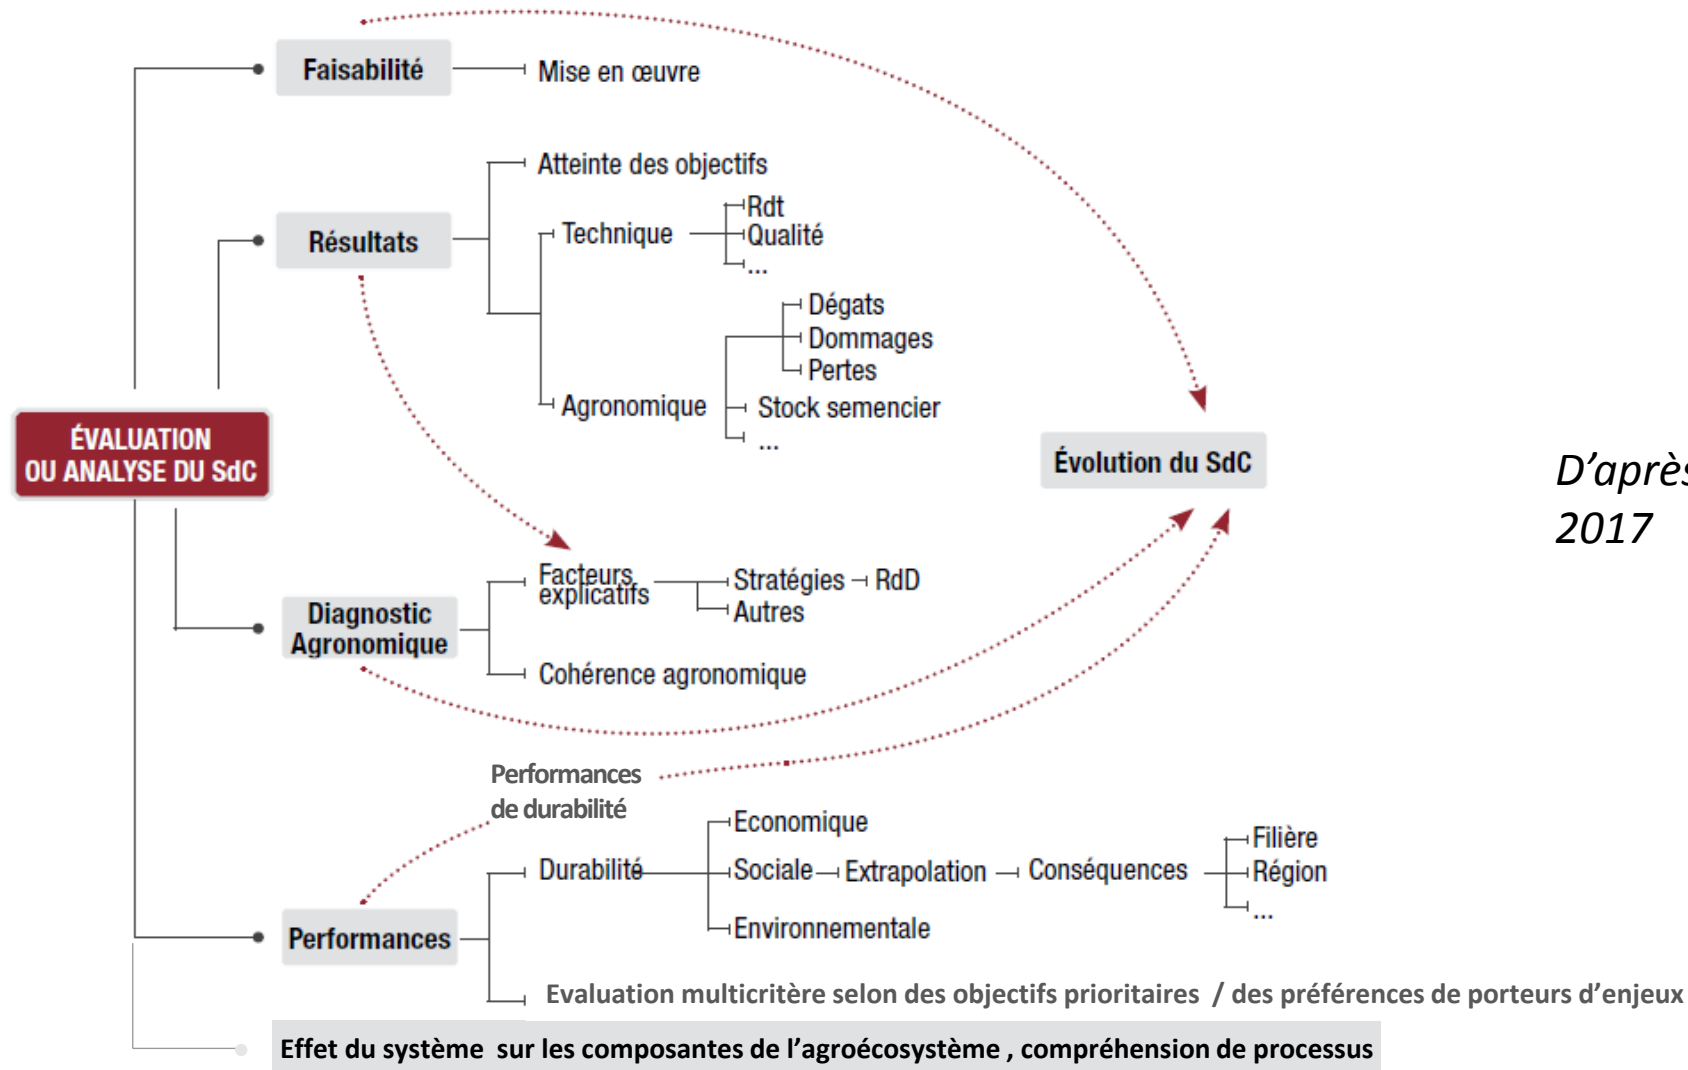 Faisabilité
Mise en œuvre
Atteinte des objectifs
Résultats
Technique
Rdt
Qualité
...
Dégats
Dommages
Pertes
Agronomique
Stock semencier
...
ÉVALUATION
OU ANALYSE DU SdC
Évolution du SdC
D'après
2017
Facteurs
explicatifs
Stratégies
RdD
Autres
Diagnostic
Agronomique
Cohérence agronomique
Performances
de durabilité
Economique
Durabilité
Sociale
Extrapolation
Conséquences
Filière
Région
...
Environnementale
Performances
Evaluation multicritère selon des objectifs prioritaires / des préférences de porteurs d'enjeux
Effet du système sur les composantes de l'agroécosystème , compréhension de processus